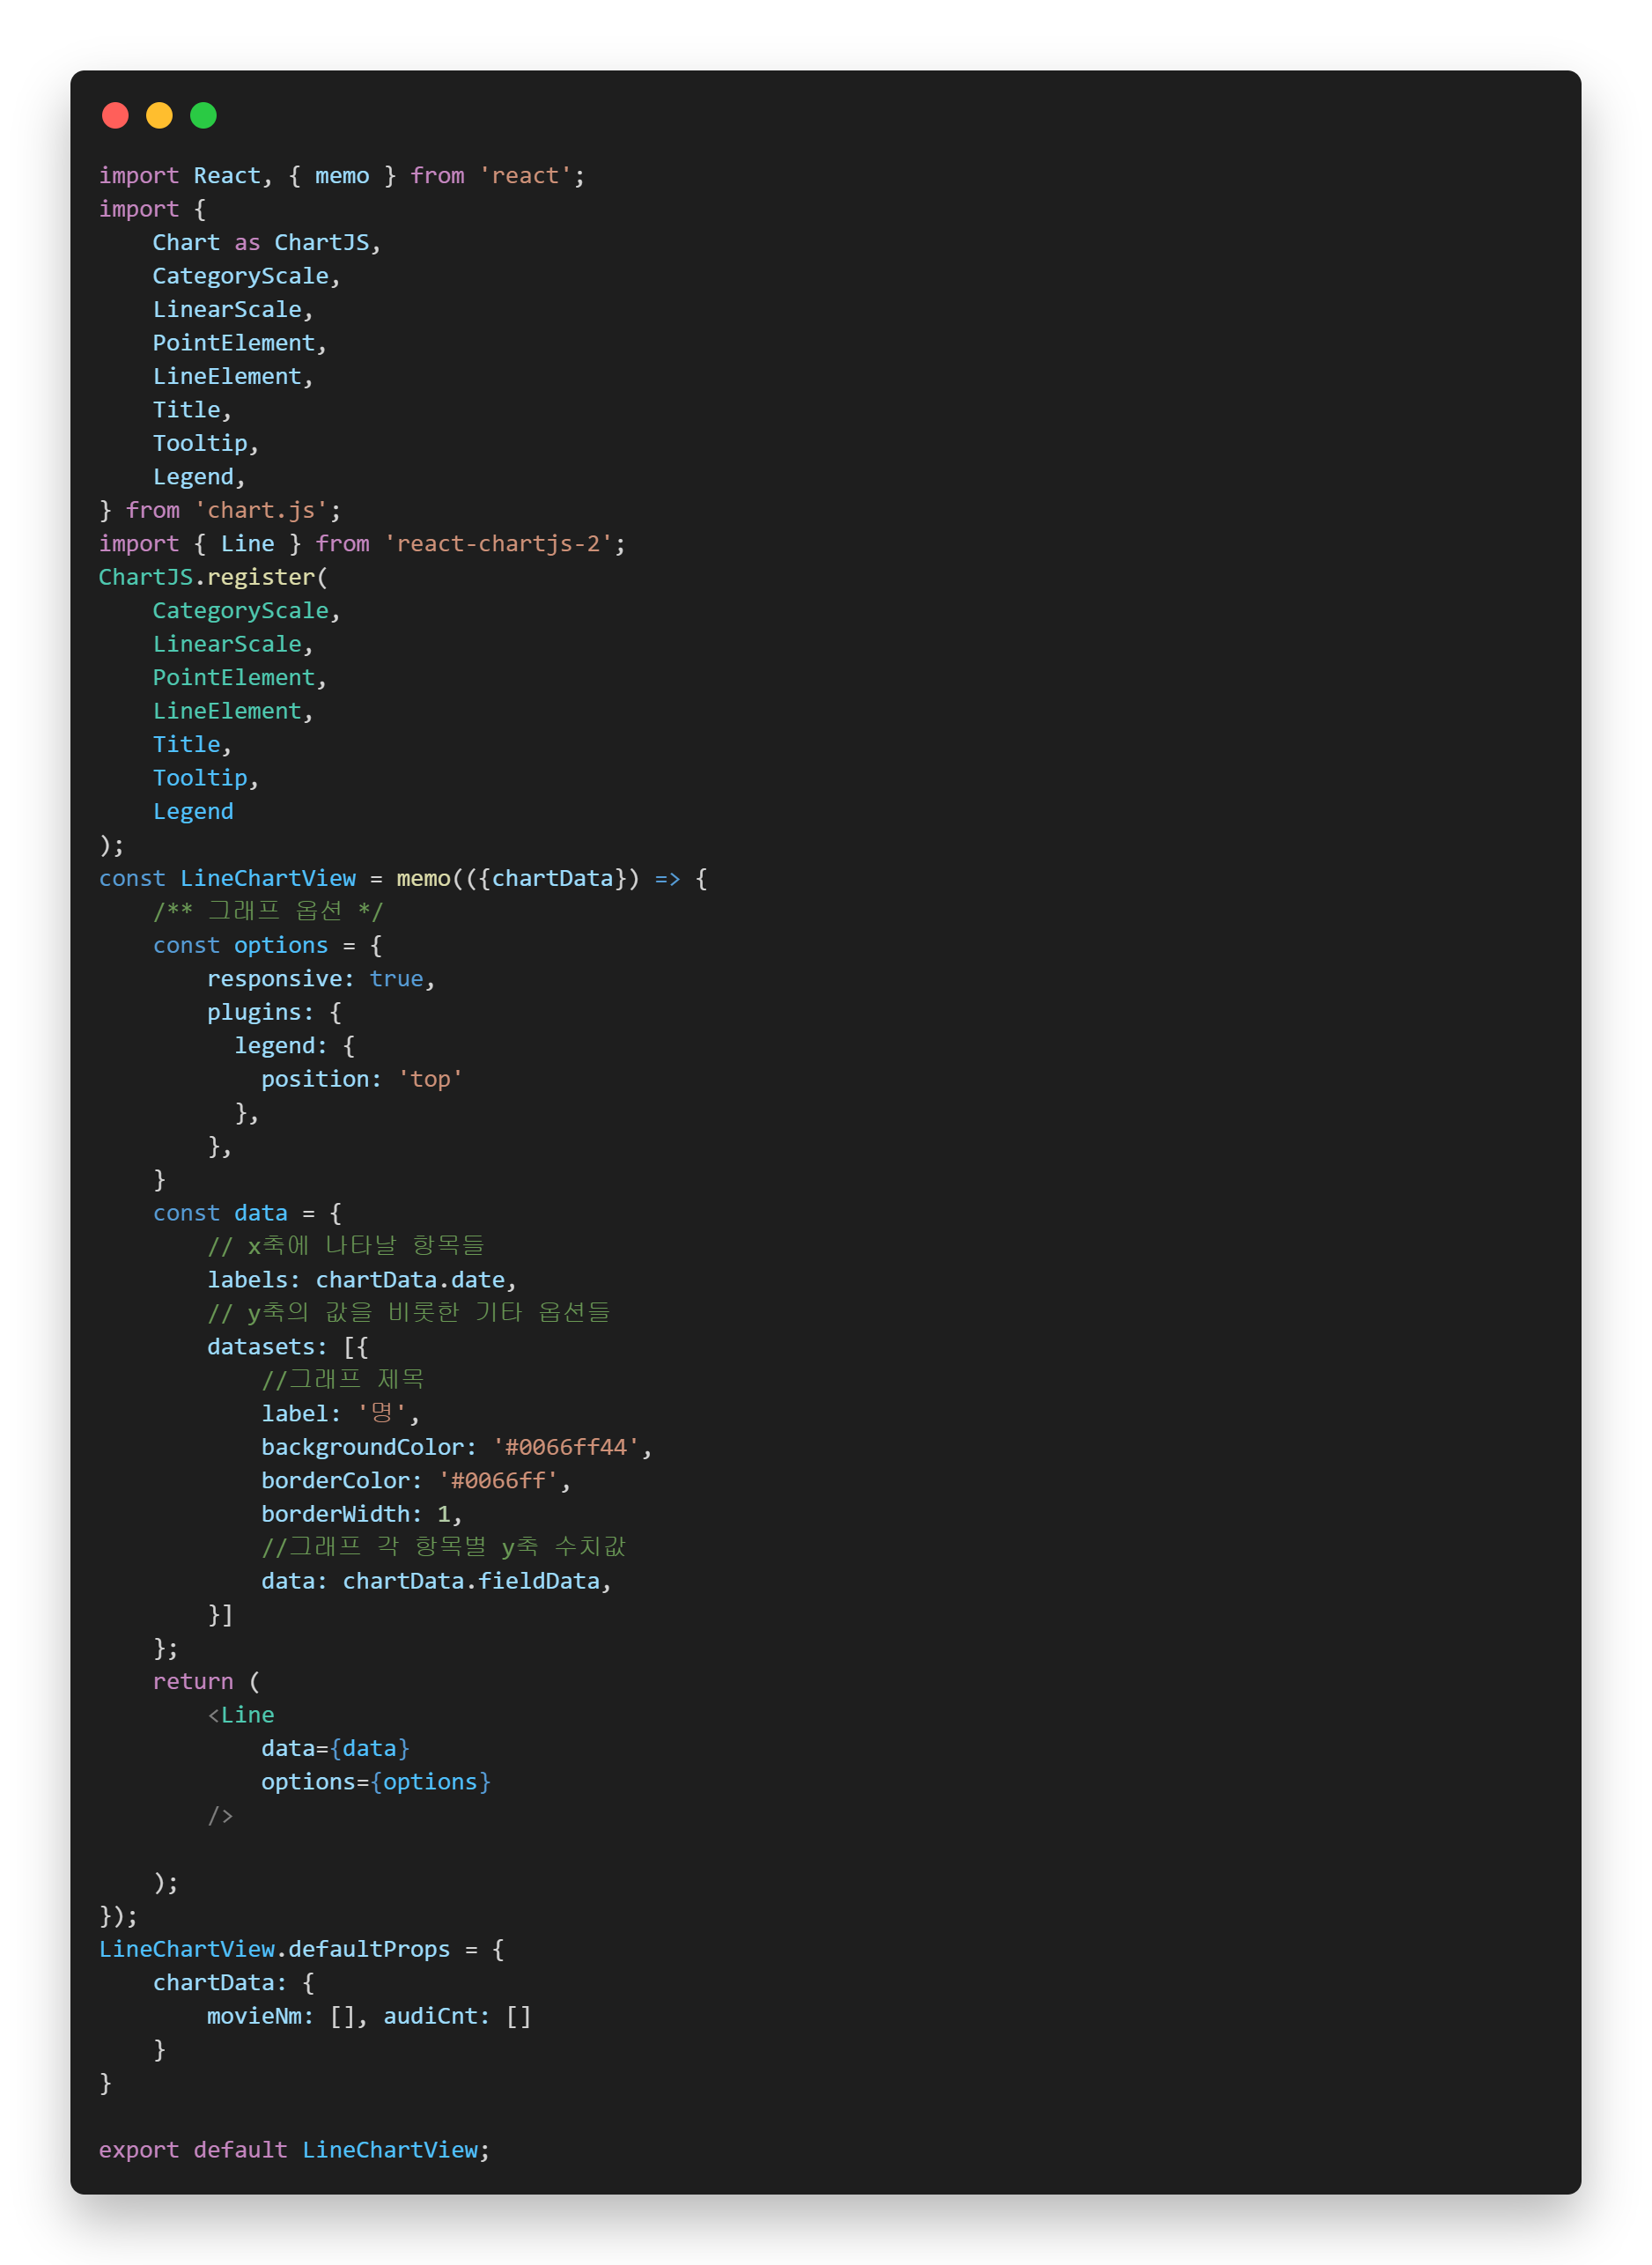 import React, { memo } from 'react';
import {
    Chart as ChartJS,
    CategoryScale,
    LinearScale,
    PointElement,
    LineElement,
    Title,
    Tooltip,
    Legend,
} from 'chart.js';
import { Line } from 'react-chartjs-2';
ChartJS.register(
    CategoryScale,
    LinearScale,
    PointElement,
    LineElement,
    Title,
    Tooltip,
    Legend
);
const LineChartView = memo(({chartData}) => {
    /** 그래프 옵션 */
    const options = {
        responsive: true,
        plugins: {
          legend: {
            position: 'top'
          },
        },
    }
    const data = {
        // x축에 나타날 항목들
        labels: chartData.date,
        // y축의 값을 비롯한 기타 옵션들
        datasets: [{
            //그래프 제목
            label: '명',
            backgroundColor: '#0066ff44',
            borderColor: '#0066ff',
            borderWidth: 1,
            //그래프 각 항목별 y축 수치값
            data: chartData.fieldData,
        }]
    };
    return (
        <Line
            data={data}
            options={options}
        />

    );
});
LineChartView.defaultProps = {
    chartData: {
        movieNm: [], audiCnt: []
    }
}

export default LineChartView;